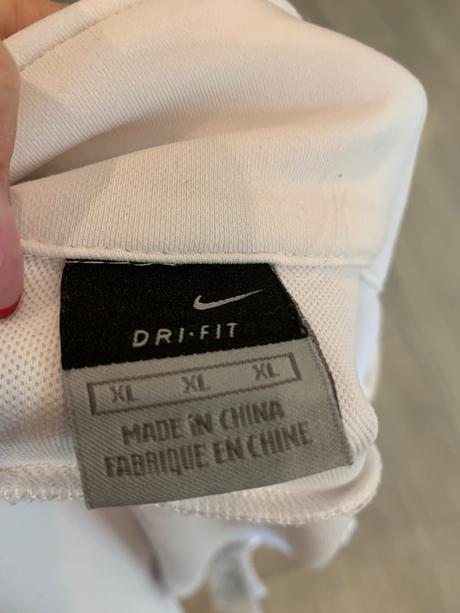 DRI-FIT
XL XL XL
MADE IN CHINA
FABRIQUE EN CHINE